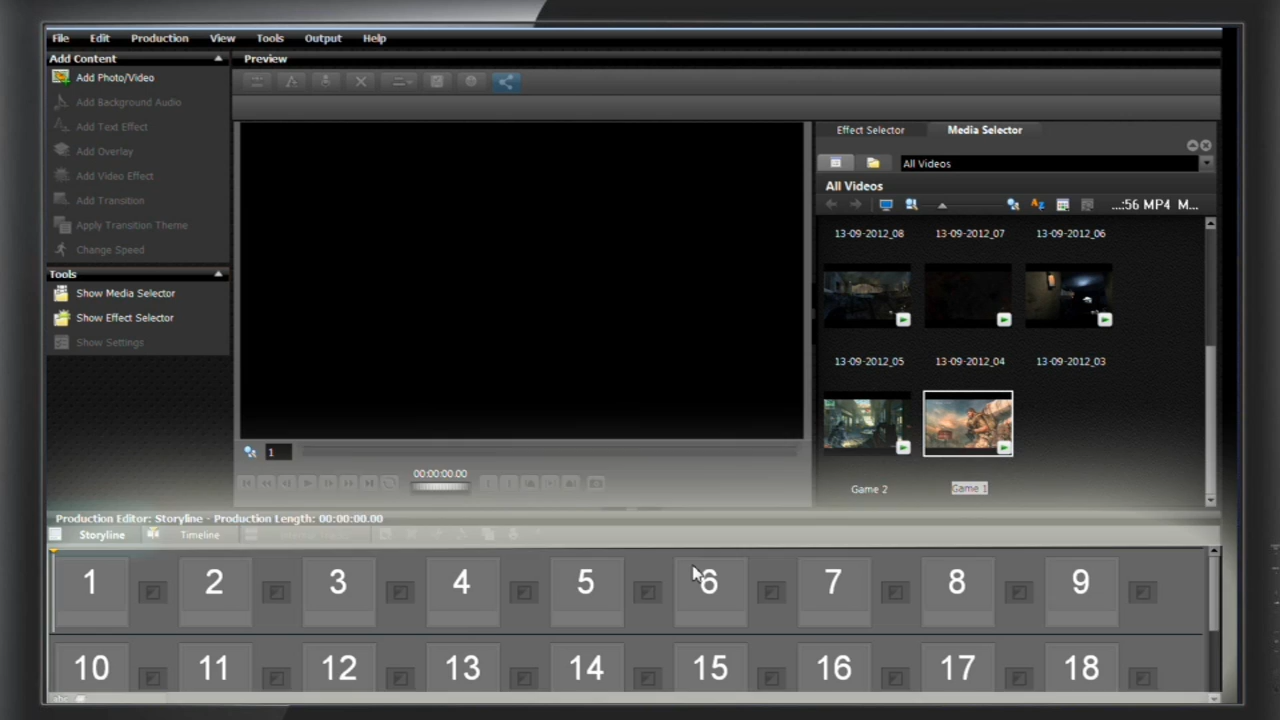 File Edit Production View Tools Output Help
Add Content
Preview
Add Photo/Video
Add Background Audio
Add Text Effect
Add Overlay
Add Video Effect
Add Transition
Apply Transition Theme
Change Speed
Tools
Show Media Selector
Show Effect Selector
Show Settings
Effect Selector Media Selector
All Videos
All Videos
...:56 MP4 M...
13-09-2012_08 13-09-2012_07 13-09-2012_06
13-09-2012_05 13-09-2012_04 13-09-2012_03
Game 2 Game 1
1
00:00:00.00
Production Editor: Storyline - Production Length: 00:00:00.00
Storyline Timeline
1 2 3 4 5 6 7 8 9
10 11 12 13 14 15 16 17 18
abc